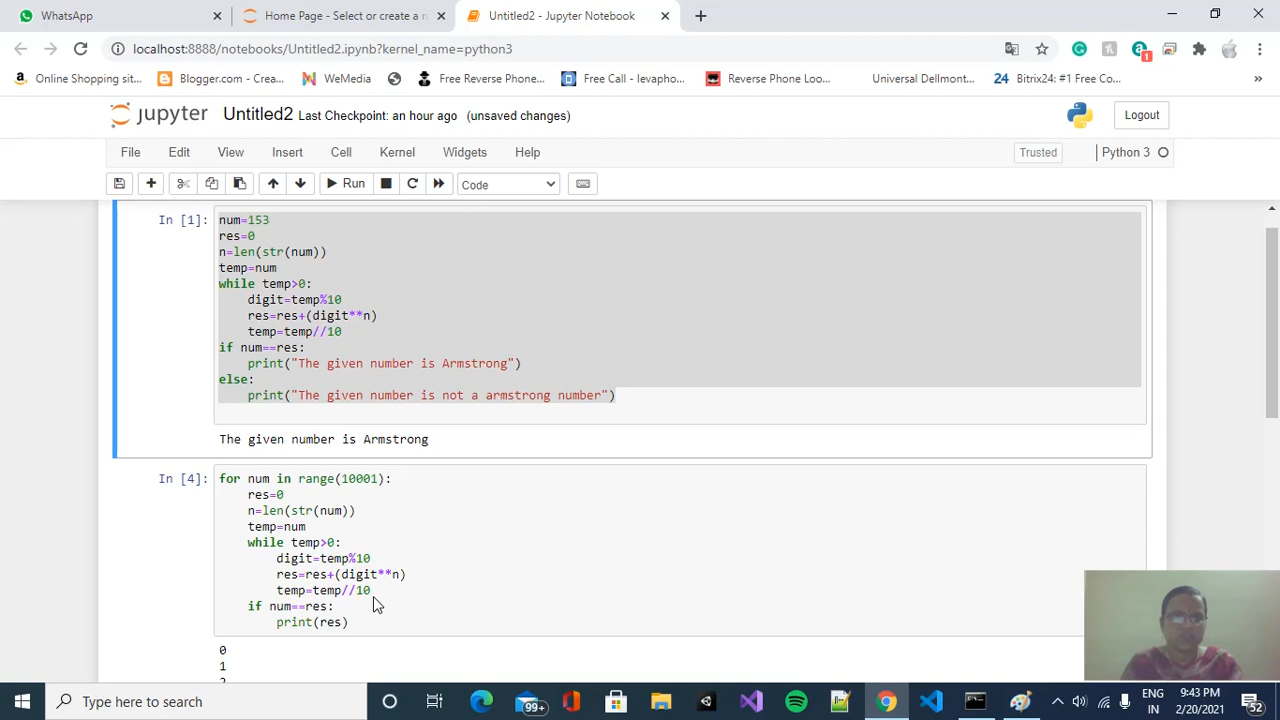 WhatsApp
Home Page - Select or create a n
Untitled2 - Jupyter Notebook
localhost:8888/notebooks/Untitled2.ipynb?kernel_name=python3
1
Online Shopping sit...
Blogger.com - Crea...
WeMedia
Free Reverse Phone...
Free Call - levapho...
Reverse Phone Loo...
Universal Dellmont...
24 Bitrix24: #1 Free Co...
»
jupyter Untitled2 Last Checkpoint: an hour ago (unsaved changes)
Logout
File Edit View Insert Cell Kernel Widgets Help
Trusted
Python 3
Run
Code
In [1]: num=153
res=0
n=len(str(num))
temp=num
while temp>0:
    digit=temp%10
    res=res+(digit**n)
    temp=temp//10
if num==res:
    print("The given number is Armstrong")
else:
    print("The given number is not a armstrong number")
The given number is Armstrong
In [4]: for num in range(10001):
    res=0
    n=len(str(num))
    temp=num
    while temp>0:
        digit=temp%10
        res=res+(digit**n)
        temp=temp//10
    if num==res:
        print(res)
0
1
2
Type here to search
99+
ENG
IN
9:43 PM
2/20/2021
52